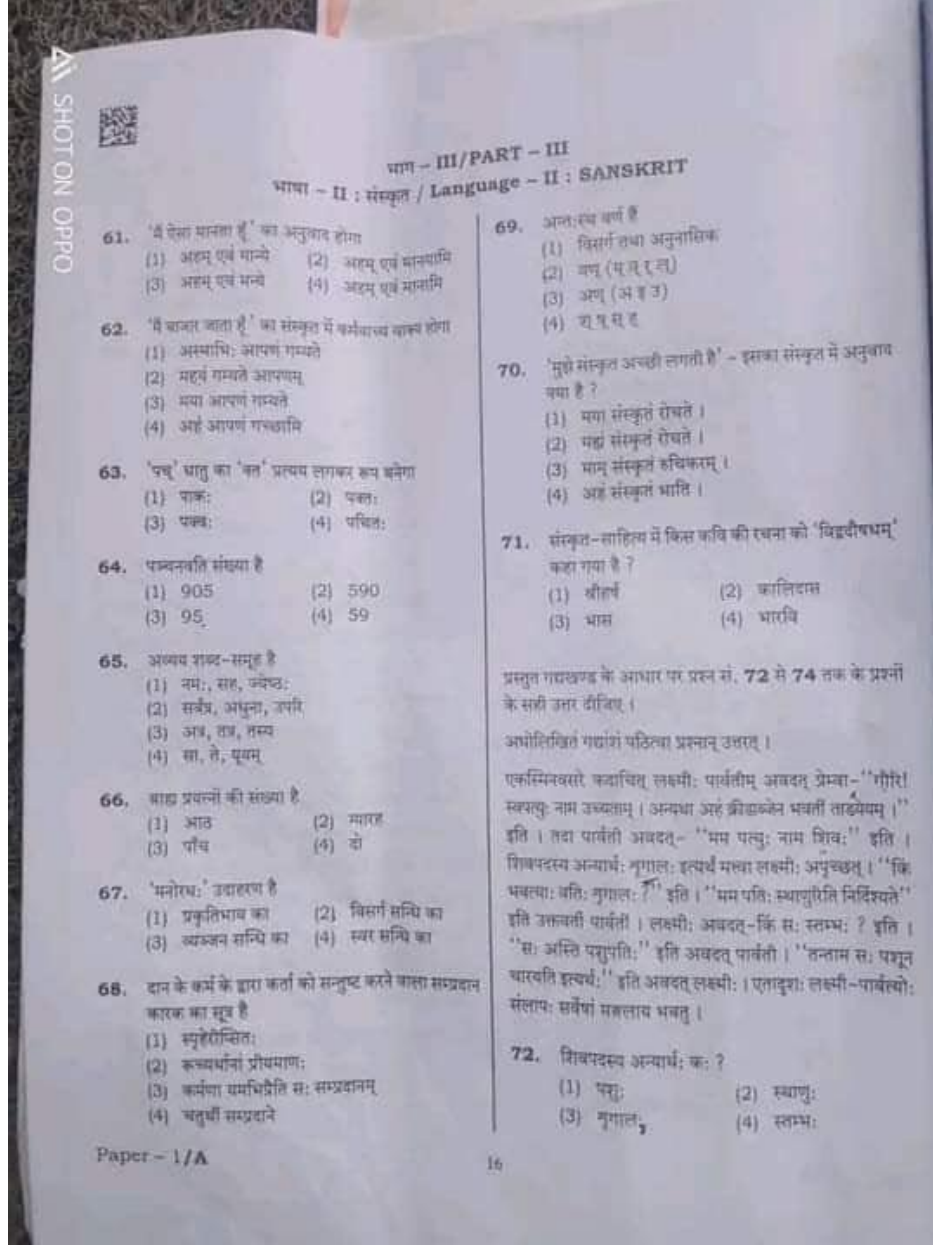 SHOT ON OPPO
भाग – III/PART – III
भाषा – II : संस्कृत / Language – II : SANSKRIT
61. 'मैं ऐसा मानता हूँ' का अनुवाद होगा
(1) अहम् एवं मान्ये (2) अहम् एवं मानयामि
(3) अहम् एवं मन्ये (4) अहम् एवं मानामि
62. 'मैं बाजार जाता हूँ' का संस्कृत में कर्मवाच्य वाक्य होगा
(1) अस्माभिः आपणं गम्यते
(2) मह्यं गम्यते आपणम्
(3) मया आपणं गम्यते
(4) अहं आपणं गच्छामि
63. 'पच्' धातु का 'क्त' प्रत्यय लगकर रूप बनेगा
(1) पाकः (2) पक्तः
(3) पक्वः (4) पचितः
64. पञ्चनवति संख्या है
(1) 905 (2) 590
(3) 95 (4) 59
65. अव्यय शब्द-समूह है
(1) नमः, सह, ज्येष्ठः
(2) सर्वत्र, अधुना, उपरि
(3) अत्र, तत्र, तस्य
(4) सा, ते, यूयम्
66. बाह्य प्रयत्नों की संख्या है
(1) आठ (2) ग्यारह
(3) पाँच (4) दो
67. 'मनोरथः' उदाहरण है
(1) प्रकृतिभाव का (2) विसर्ग सन्धि का
(3) व्यञ्जन सन्धि का (4) स्वर सन्धि का
68. दान के कर्म के द्वारा कर्ता को सन्तुष्ट करने वाला सम्प्रदान
कारक का सूत्र है
(1) स्पृहेरीप्सितः
(2) रूच्यर्थानां प्रीयमाणः
(3) कर्मणा यमभिप्रैति सः सम्प्रदानम्
(4) चतुर्थी सम्प्रदाने
69. अन्तःस्थ वर्ण हैं
(1) विसर्ग तथा अनुनासिक
(2) यण् (य् व् र् ल्)
(3) अण् (अ इ उ)
(4) श् ष् स् ह्
70. 'मुझे संस्कृत अच्छी लगती है' – इसका संस्कृत में अनुवाद
क्या है ?
(1) मया संस्कृतं रोचते ।
(2) मह्यं संस्कृतं रोचते ।
(3) माम् संस्कृतं रुचिकरम् ।
(4) अहं संस्कृतं भाति ।
71. संस्कृत-साहित्य में किस कवि की रचना को 'विद्वदौषधम्'
कहा गया है ?
(1) श्रीहर्ष (2) कालिदास
(3) भास (4) भारवि
प्रस्तुत गद्यखण्ड के आधार पर प्रश्न सं. 72 से 74 तक के प्रश्नों
के सही उत्तर दीजिए ।
अधोलिखितं गद्यांशं पठित्वा प्रश्नान् उत्तरत् ।
एकस्मिनवसरे कदाचित् लक्ष्मीः पार्वतीम् अवदत् प्रेम्णा–"गौरि!
स्वपत्युः नाम उच्यताम् । अन्यथा अहं क्रीडाब्जेन भवतीं ताडयेयम् ।"
इति । तदा पार्वती अवदत्– "मम पत्युः नाम शिवः" इति ।
शिवपदस्य अन्यार्थः शृगालः इत्यर्थं मत्वा लक्ष्मीः अपृच्छत् । "किं
भवत्याः पतिः शृगालः ?" इति । "मम पतिः स्थाणुरिति निर्दिश्यते"
इति उक्तवती पार्वती । लक्ष्मीः अवदत्–किं सः स्तम्भः ? इति ।
"सः अस्ति पशुपतिः" इति अवदत् पार्वती । "तन्नाम सः पशून्
चारयति इत्यर्थः" इति अवदत् लक्ष्मीः । एतादृशः लक्ष्मी-पार्वत्योः
संलापः सर्वेषां मङ्गलाय भवतु ।
72. शिवपदस्य अन्यार्थः कः ?
(1) पशुः (2) स्थाणुः
(3) शृगालः (4) स्तम्भः
Paper – 1/A
16